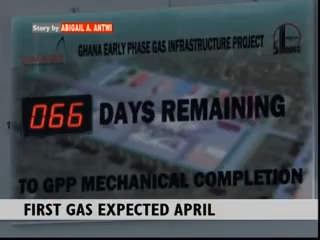 Story by ABIGAIL A. ANTWI
GHANA EARLY PHASE GAS INFRASTRUCTURE PROJECT
066 DAYS REMAINING
TO GPP MECHANICAL COMPLETION
FIRST GAS EXPECTED APRIL